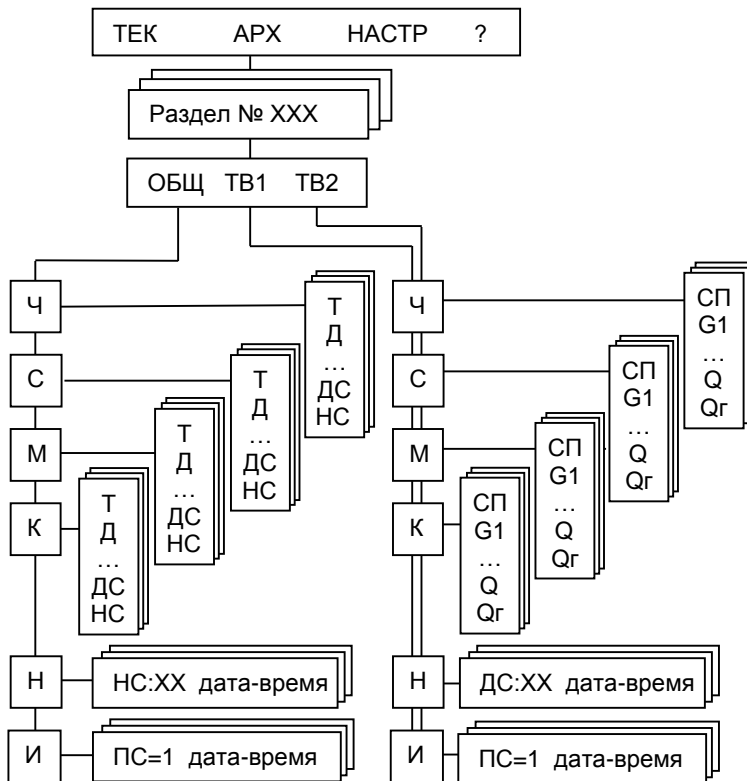 ТЕК АРХ НАСТР ?
Раздел № XXX
ОБЩ ТВ1 ТВ2
Ч
Т
Д
…
ДС
НС
С
Т
Д
…
ДС
НС
М
Т
Д
…
ДС
НС
К
Т
Д
…
ДС
НС
Н
НС:XX дата-время
И
ПС=1 дата-время
Ч
СП
G1
…
Q
Qг
С
СП
G1
…
Q
Qг
М
СП
G1
…
Q
Qг
К
СП
G1
…
Q
Qг
Н
ДС:XX дата-время
И
ПС=1 дата-время